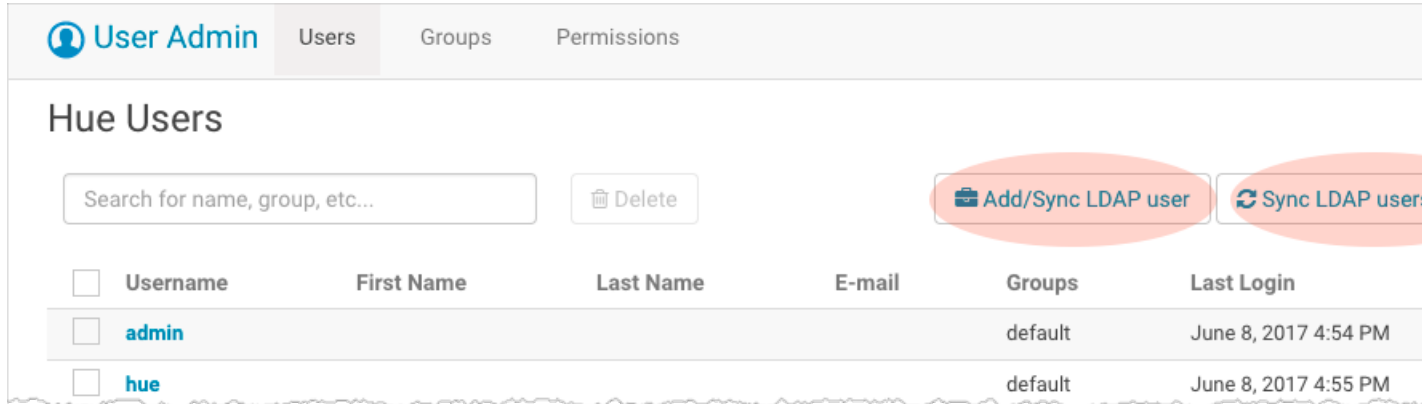 User Admin Users Groups Permissions
Hue Users
Search for name, group, etc... Delete Add/Sync LDAP user Sync LDAP users
Username First Name Last Name E-mail Groups Last Login
admin default June 8, 2017 4:54 PM
hue default June 8, 2017 4:55 PM